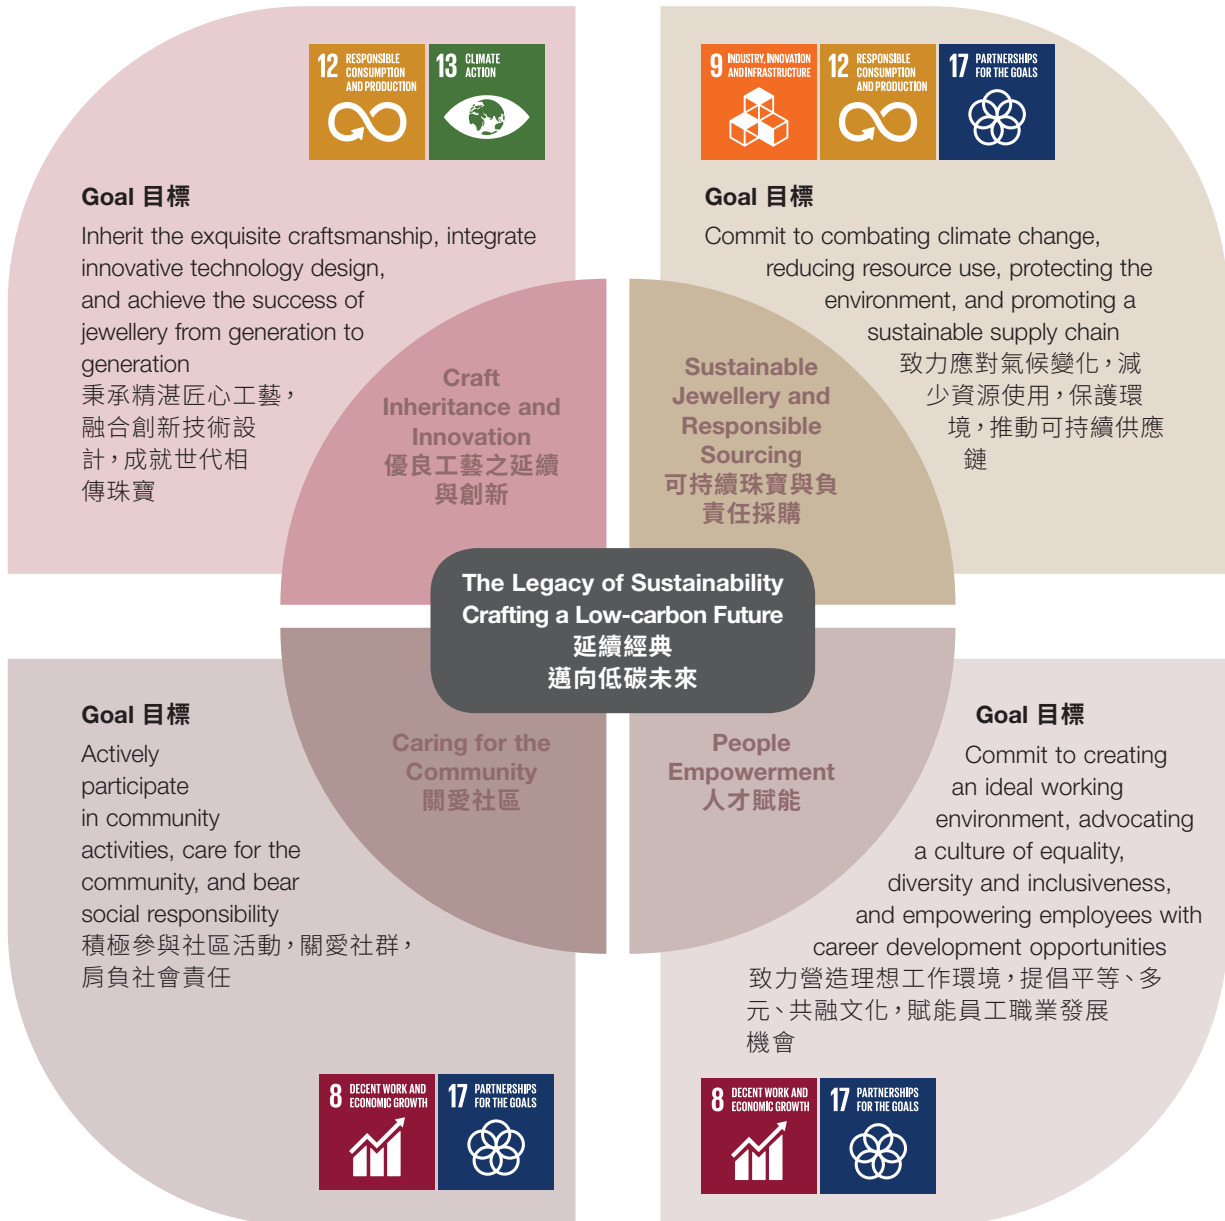 12 RESPONSIBLE
CONSUMPTION
AND PRODUCTION
13 CLIMATE
ACTION
Goal 目標
Inherit the exquisite craftsmanship, integrate
innovative technology design,
and achieve the success of
jewellery from generation to
generation
秉承精湛匠心工藝，
融合創新技術設
計，成就世代相
傳珠寶
Craft
Inheritance and
Innovation
優良工藝之延續
與創新
9 INDUSTRY, INNOVATION
AND INFRASTRUCTURE
12 RESPONSIBLE
CONSUMPTION
AND PRODUCTION
17 PARTNERSHIPS
FOR THE GOALS
Goal 目標
Commit to combating climate change,
reducing resource use, protecting the
environment, and promoting a
sustainable supply chain
致力應對氣候變化，減
少資源使用，保護環
境，推動可持續供應
鏈
Sustainable
Jewellery and
Responsible
Sourcing
可持續珠寶與負
責任採購
The Legacy of Sustainability
Crafting a Low-carbon Future
延續經典
邁向低碳未來
Goal 目標
Actively
participate
in community
activities, care for the
community, and bear
social responsibility
積極參與社區活動，關愛社群，
肩負社會責任
Caring for the
Community
關愛社區
8 DECENT WORK AND
ECONOMIC GROWTH
17 PARTNERSHIPS
FOR THE GOALS
People
Empowerment
人才賦能
Goal 目標
Commit to creating
an ideal working
environment, advocating
a culture of equality,
diversity and inclusiveness,
and empowering employees with
career development opportunities
致力營造理想工作環境，提倡平等、多
元、共融文化，賦能員工職業發展
機會
8 DECENT WORK AND
ECONOMIC GROWTH
17 PARTNERSHIPS
FOR THE GOALS